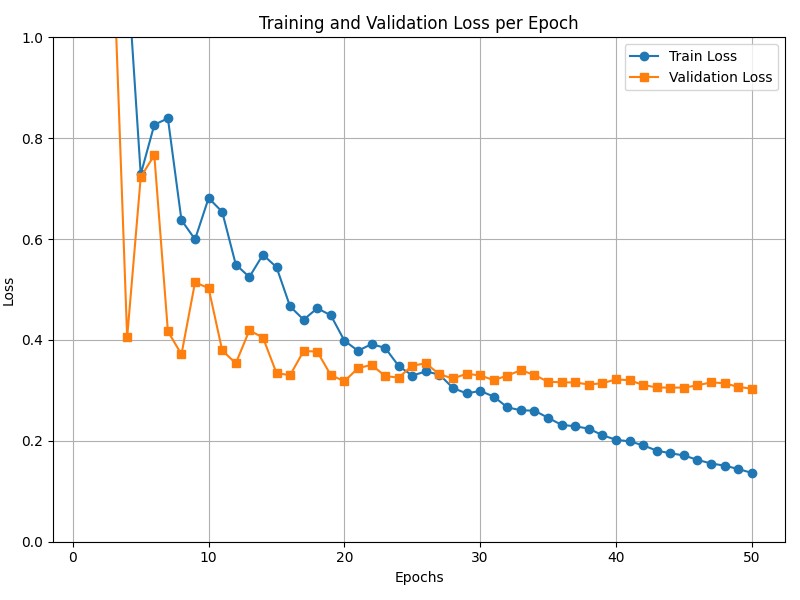 Training and Validation Loss per Epoch
Train Loss
Validation Loss
Loss
1.0
0.8
0.6
0.4
0.2
0.0
0 10 20 30 40 50
Epochs